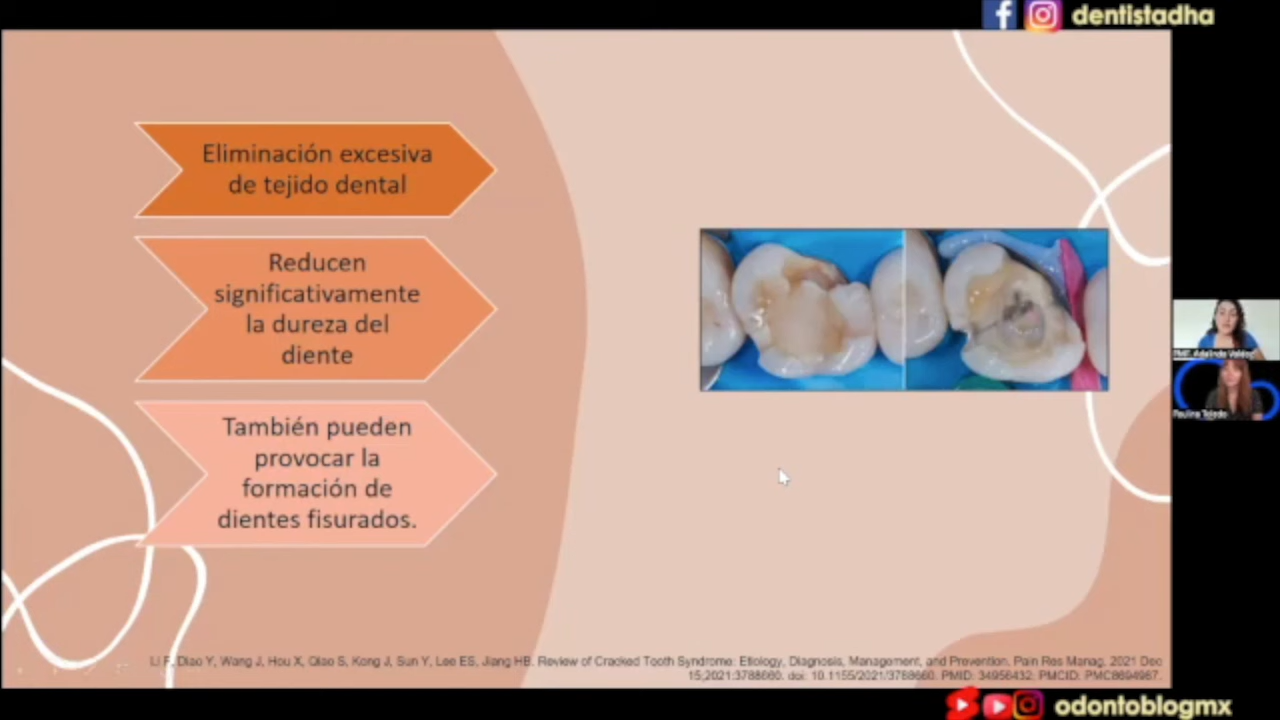 dentistadha
Eliminación excesiva
de tejido dental
Reducen
significativamente
la dureza del
diente
También pueden
provocar la
formación de
dientes fisurados.
Paulina Toledo
Li F, Diao Y, Wang J, Hou X, Qiao S, Kong J, Sun Y, Lee ES, Jiang HB. Review of Cracked Tooth Syndrome: Etiology, Diagnosis, Management, and Prevention. Pain Res Manag. 2021 Dec
15;2021:3788660. doi: 10.1155/2021/3788660. PMID: 34956432; PMCID: PMC8694987.
odontoblogmx